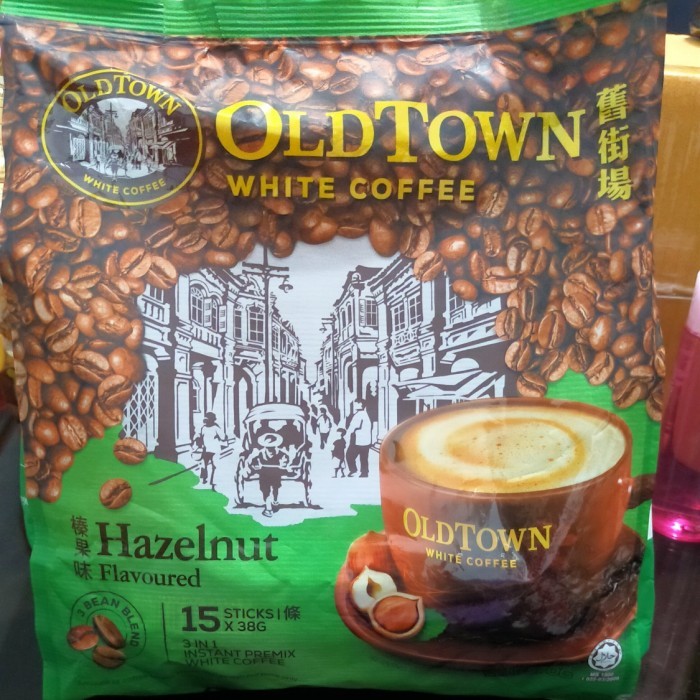 OLDTOWN
WHITE COFFEE
OLDTOWN
WHITE COFFEE
舊街場
榛果味
Hazelnut
Flavoured
3 BEAN BLEND
15 STICKS | 條
X 38G
3 IN 1
INSTANT PREMIX
WHITE COFFEE
OLDTOWN
WHITE COFFEE